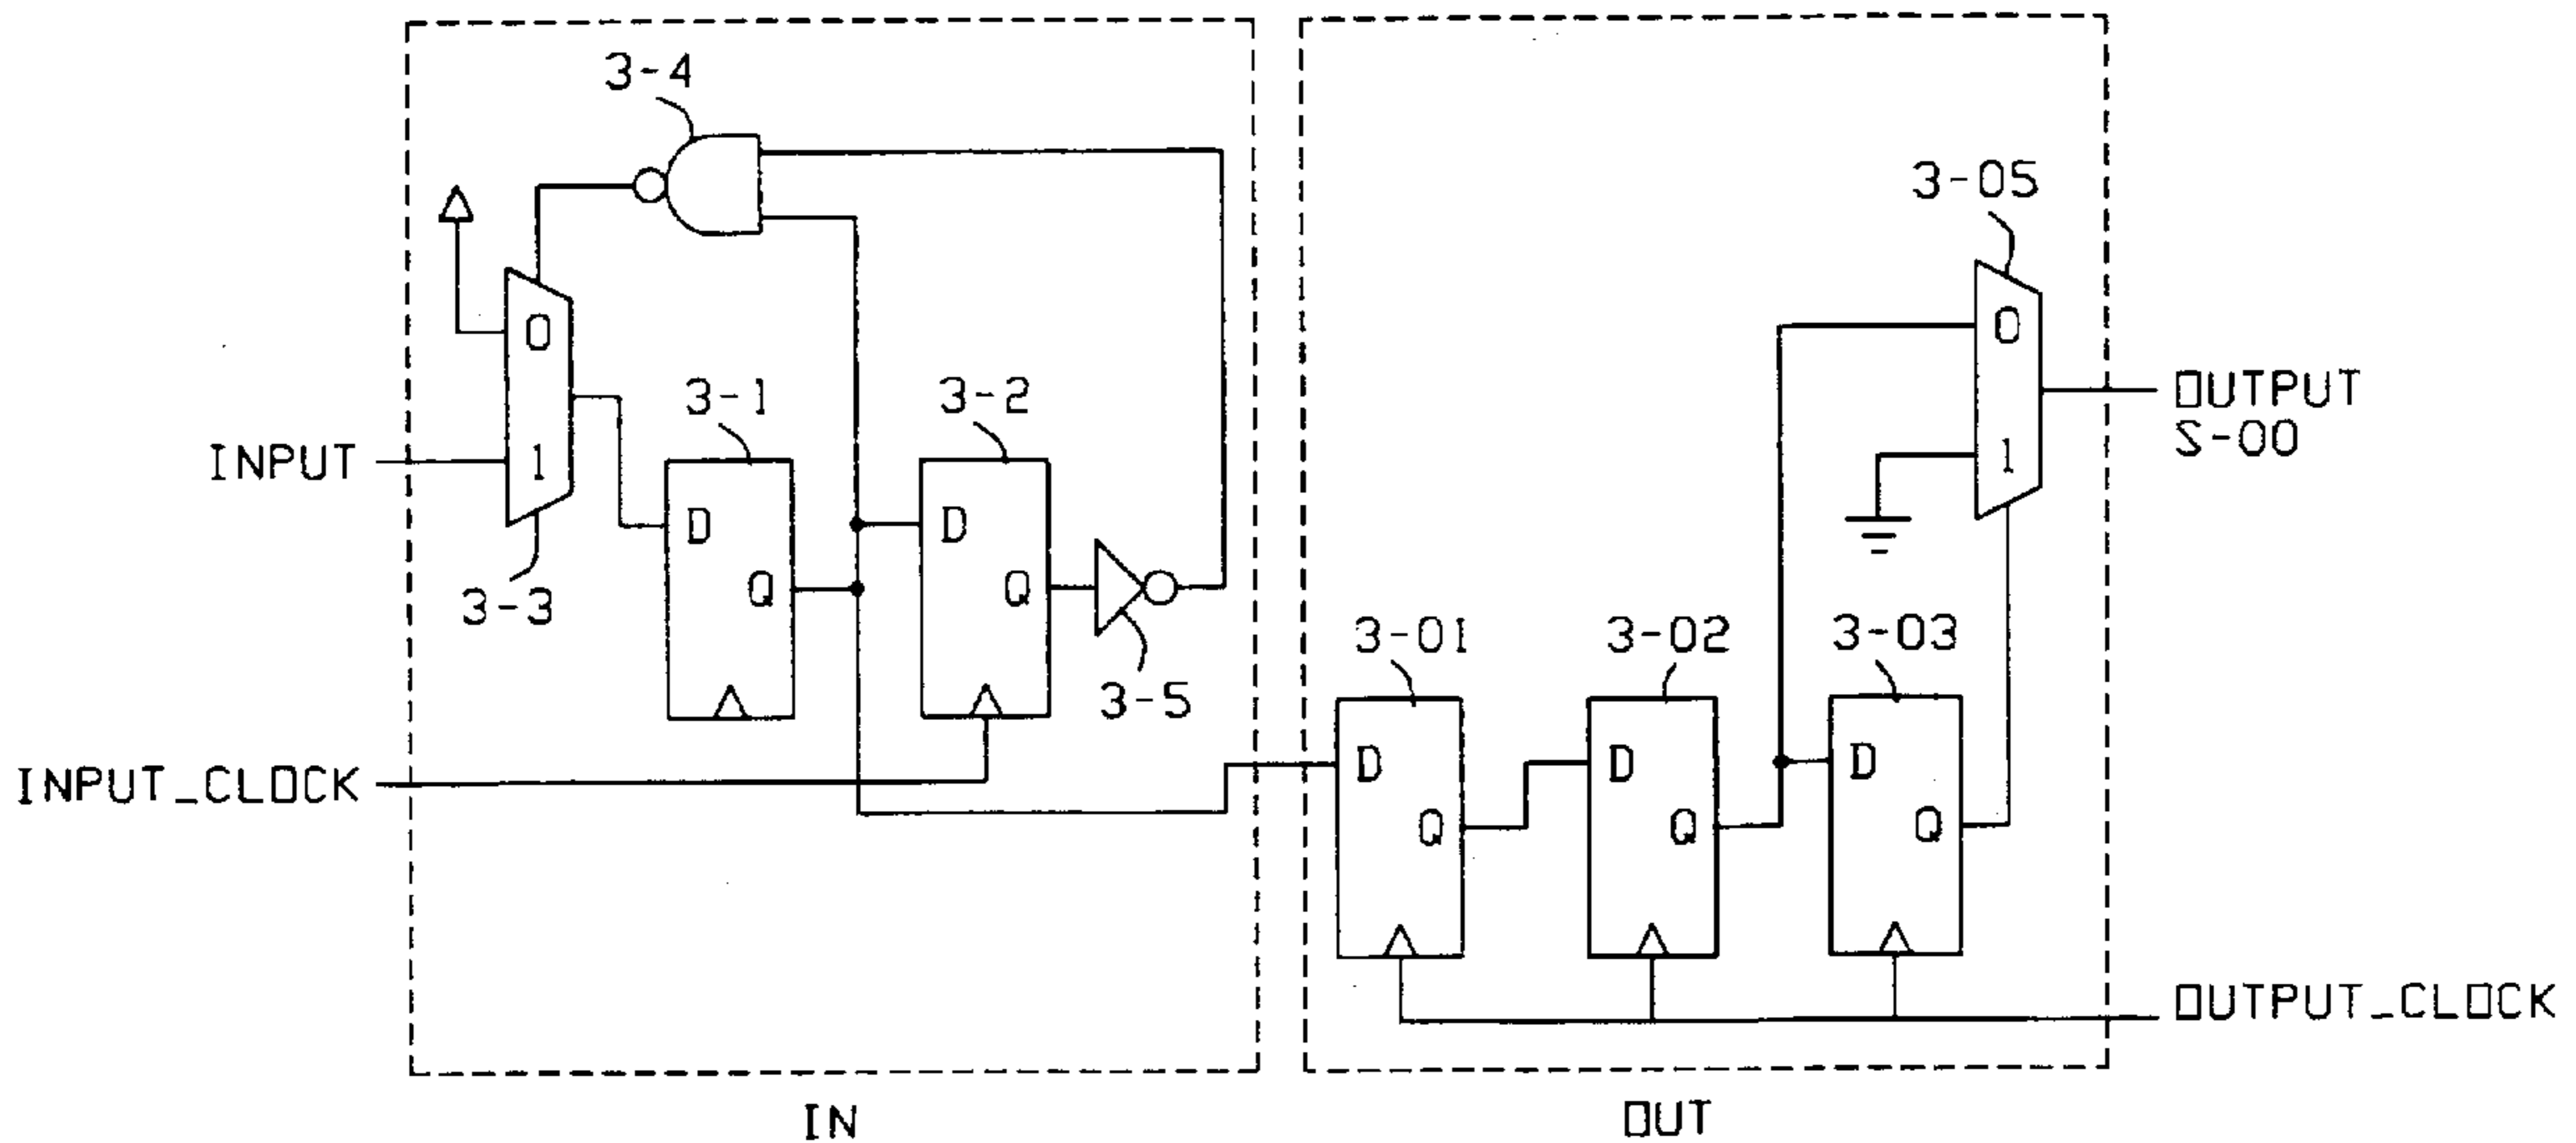 3-4
3-05
0
0
OUTPUT
S-00
3-1
3-2
INPUT
1
1
D
D
Q
Q
3-3
3-01
3-02
3-03
3-5
D
D
D
INPUT_CLOCK
Q
Q
Q
OUTPUT_CLOCK
IN
OUT